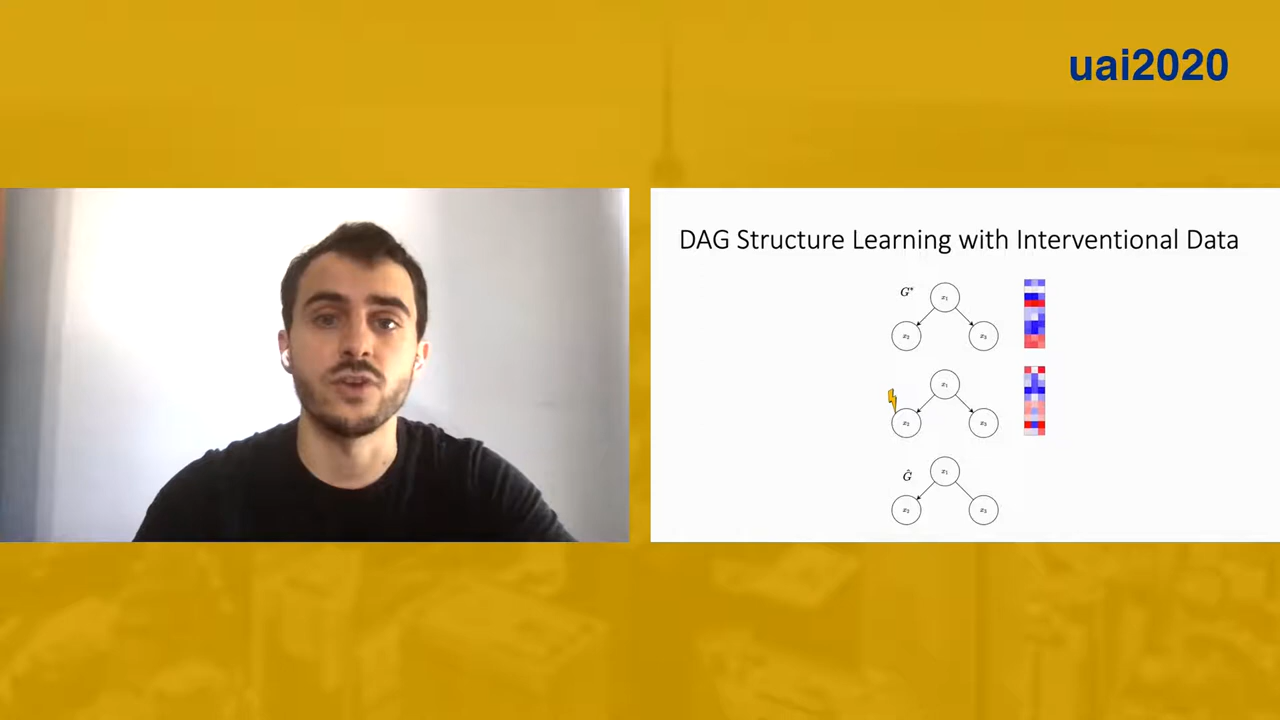 uai2020
DAG Structure Learning with Interventional Data
G*
x₁
x₂
x₃
x₁
x₂
x₃
Ĝ
x₁
x₂
x₃